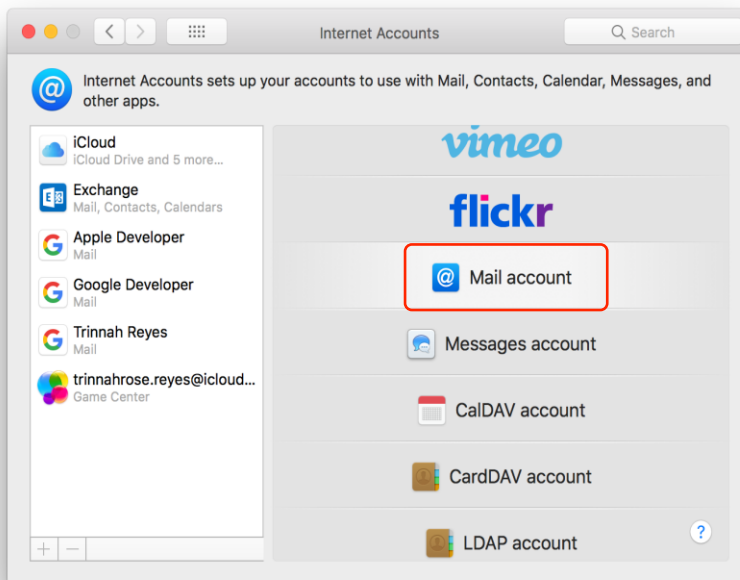 Internet Accounts
Search
Internet Accounts sets up your accounts to use with Mail, Contacts, Calendar, Messages, and
other apps.
iCloud
iCloud Drive and 5 more...
Exchange
Mail, Contacts, Calendars
Apple Developer
Mail
Google Developer
Mail
Trinnah Reyes
Mail
trinnahrose.reyes@icloud...
Game Center
vimeo
flickr
Mail account
Messages account
CalDAV account
CardDAV account
LDAP account
?